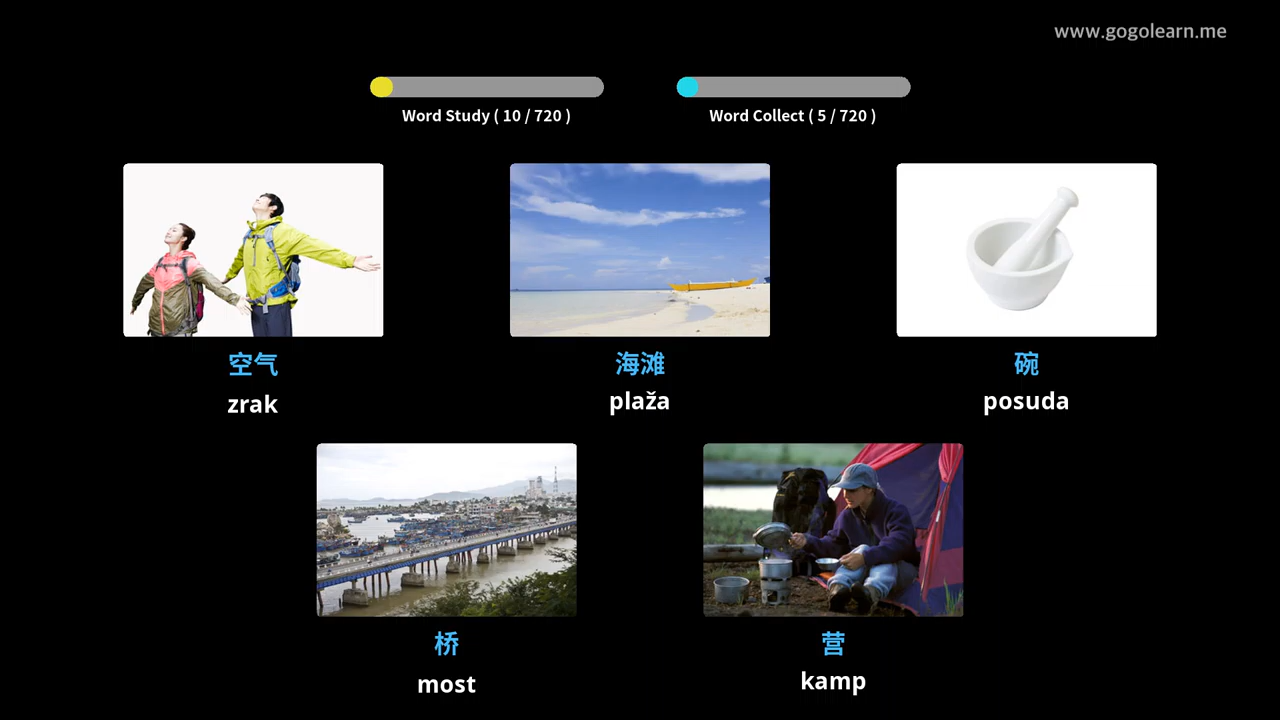 www.gogolearn.me
Word Study ( 10 / 720 )
Word Collect ( 5 / 720 )
空气
zrak
海滩
plaža
碗
posuda
桥
most
营
kamp